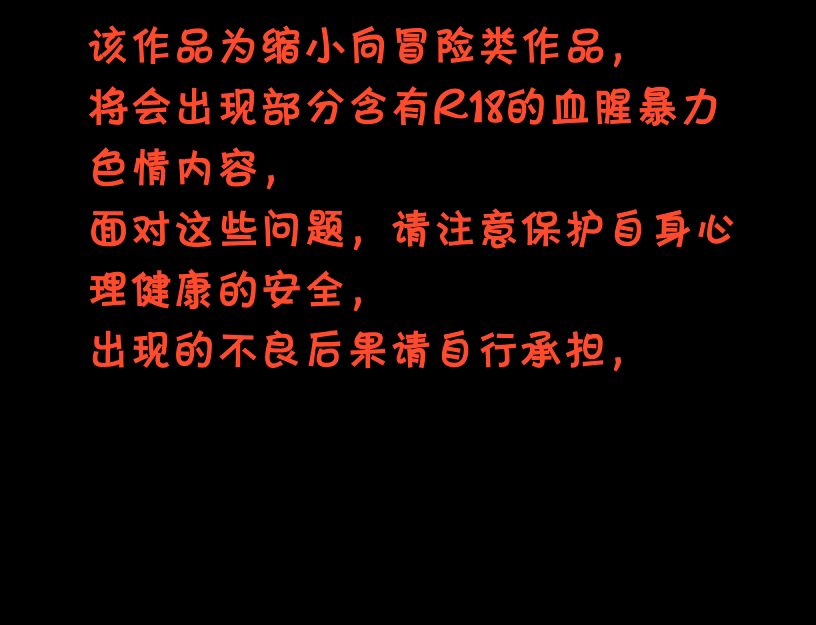 该作品为缩小向冒险类作品，
将会出现部分含有R18的血腥暴力
色情内容，
面对这些问题，请注意保护自身心
理健康的安全，
出现的不良后果请自行承担，